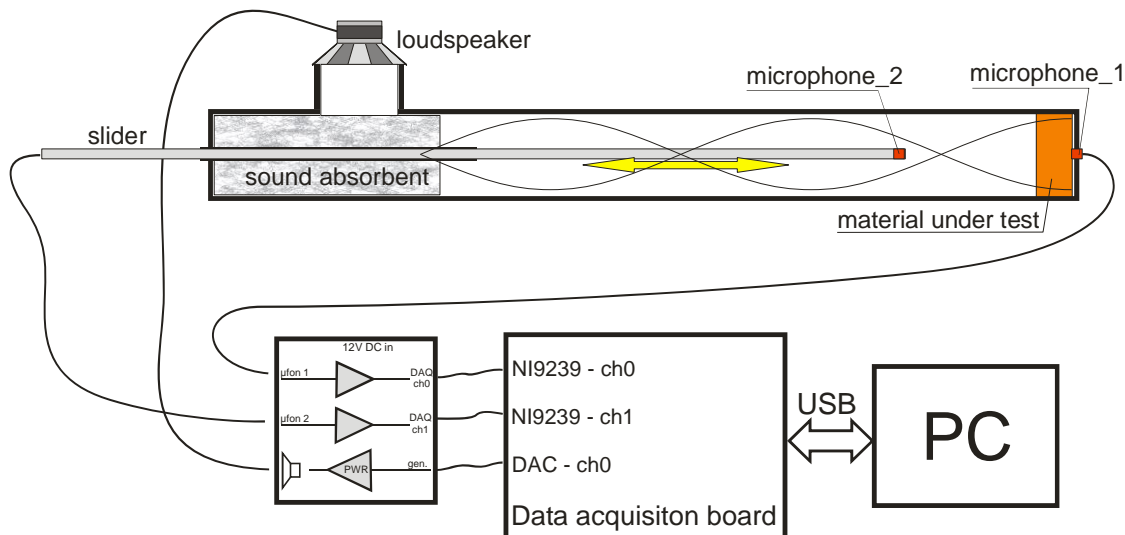 loudspeaker
microphone_2
microphone_1
slider
sound absorbent
material under test
12V DC in
µfon 1
DAQ
ch0
NI9239 - ch0
µfon 2
DAQ
ch1
NI9239 - ch1
USB
PC
PWR
gen.
DAC - ch0
Data acquisiton board